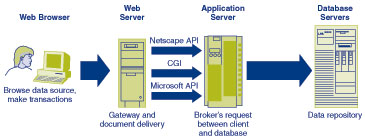 Web Browser
Web
Server
Application
Server
Database
Servers
Netscape API
CGI
Microsoft API
Browse data source,
make transactions
Gateway and
document delivery
Broker's request
between client
and database
Data repository